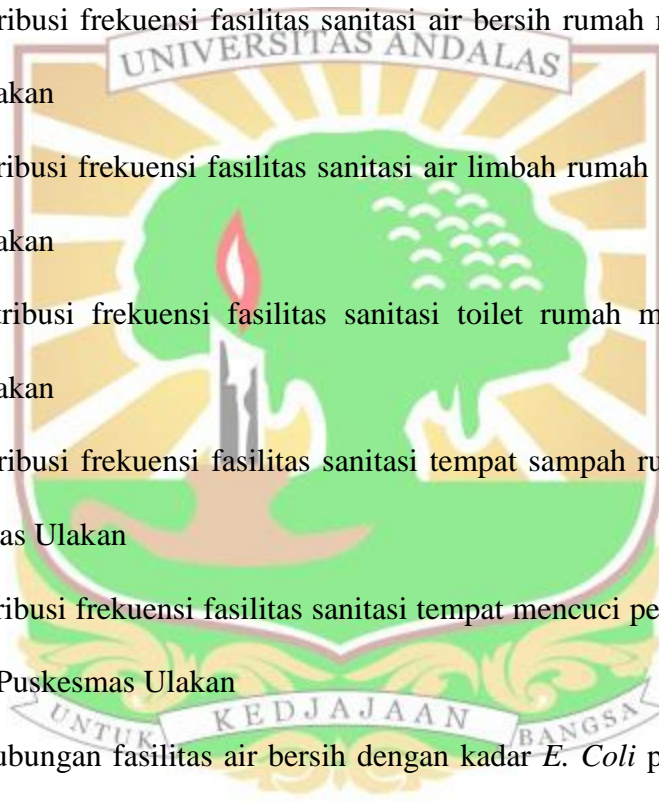 ribusi frekuensi fasilitas sanitasi air bersih rumah
UNIVERSITAS ANDALAS
akan
ribusi frekuensi fasilitas sanitasi air limbah rumah
akan
tribusi frekuensi fasilitas sanitasi toilet rumah m
akan
ribusi frekuensi fasilitas sanitasi tempat sampah ru
as Ulakan
ribusi frekuensi fasilitas sanitasi tempat mencuci pe
Puskesmas Ulakan
UNTUK KEDJAJAAN BANGSA
ubungan fasilitas air bersih dengan kadar E. Coli p